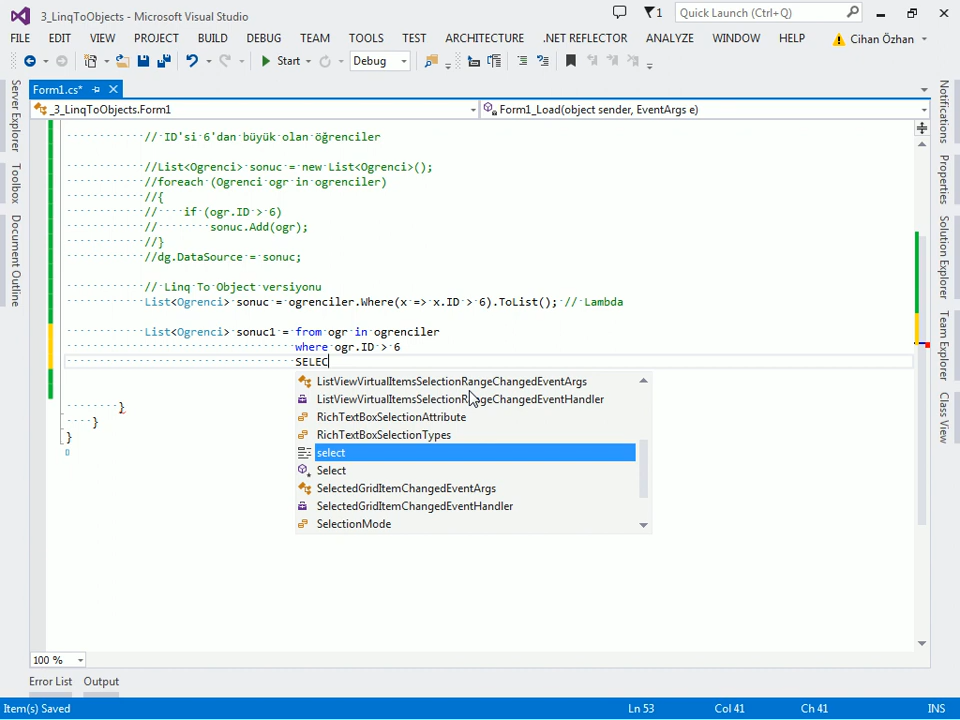 3_LinqToObjects - Microsoft Visual Studio
1
Quick Launch (Ctrl+Q)
FILE EDIT VIEW PROJECT BUILD DEBUG TEAM TOOLS TEST ARCHITECTURE .NET REFLECTOR ANALYZE WINDOW HELP Cihan Özhan
Start Debug
Form1.cs*
_3_LinqToObjects.Form1
Form1_Load(object sender, EventArgs e)
// ID'si 6'dan büyük olan öğrenciler
//List<Ogrenci> sonuc = new List<Ogrenci>();
//foreach (Ogrenci ogr in ogrenciler)
//{
// if (ogr.ID > 6)
// sonuc.Add(ogr);
//}
//dg.DataSource = sonuc;
// Linq To Object versiyonu
List<Ogrenci> sonuc = ogrenciler.Where(x => x.ID > 6).ToList(); // Lambda
List<Ogrenci> sonuc1 = from ogr in ogrenciler
where ogr.ID > 6
SELEC
ListViewVirtualItemsSelectionRangeChangedEventArgs
ListViewVirtualItemsSelectionRangeChangedEventHandler
RichTextBoxSelectionAttribute
RichTextBoxSelectionTypes
select
Select
SelectedGridItemChangedEventArgs
SelectedGridItemChangedEventHandler
SelectionMode
}
}
}
Server Explorer
Toolbox
Document Outline
Notifications
Properties
Solution Explorer
Team Explorer
Class View
100 %
Error List Output
Item(s) Saved Ln 53 Col 41 Ch 41 INS